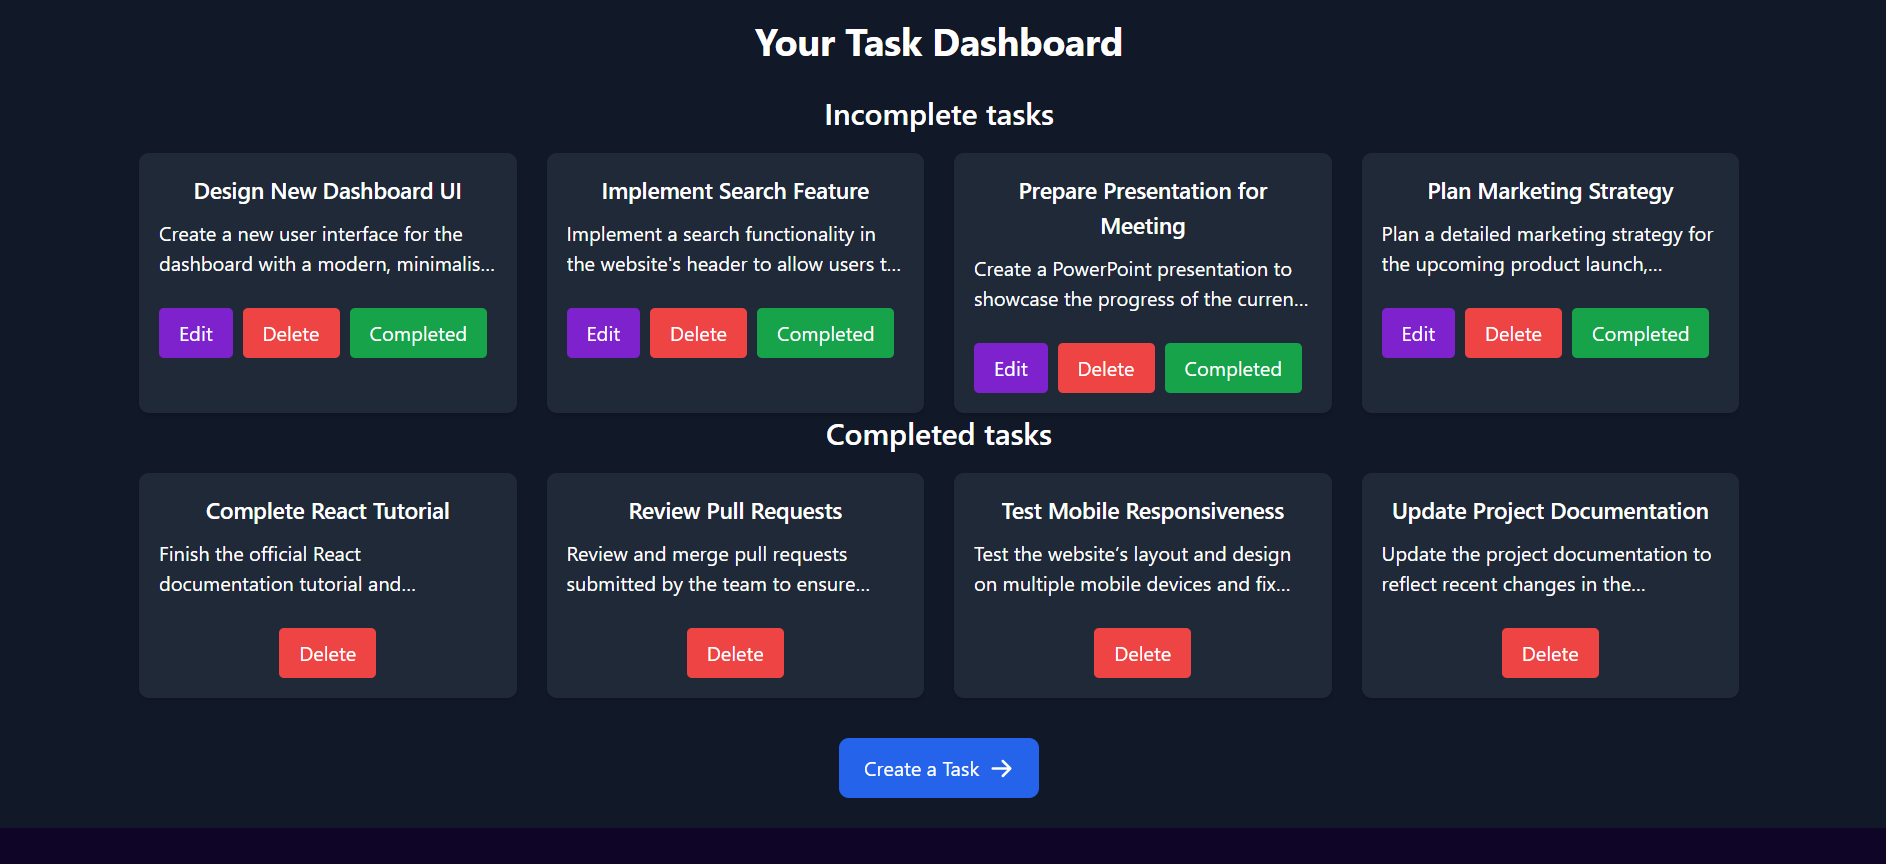 Your Task Dashboard
Incomplete tasks
Design New Dashboard UI
Create a new user interface for the
dashboard with a modern, minimalis...
Edit Delete Completed
Implement Search Feature
Implement a search functionality in
the website's header to allow users t...
Edit Delete Completed
Prepare Presentation for
Meeting
Create a PowerPoint presentation to
showcase the progress of the curren...
Edit Delete Completed
Plan Marketing Strategy
Plan a detailed marketing strategy for
the upcoming product launch,...
Edit Delete Completed
Completed tasks
Complete React Tutorial
Finish the official React
documentation tutorial and...
Delete
Review Pull Requests
Review and merge pull requests
submitted by the team to ensure...
Delete
Test Mobile Responsiveness
Test the website’s layout and design
on multiple mobile devices and fix...
Delete
Update Project Documentation
Update the project documentation to
reflect recent changes in the...
Delete
Create a Task →